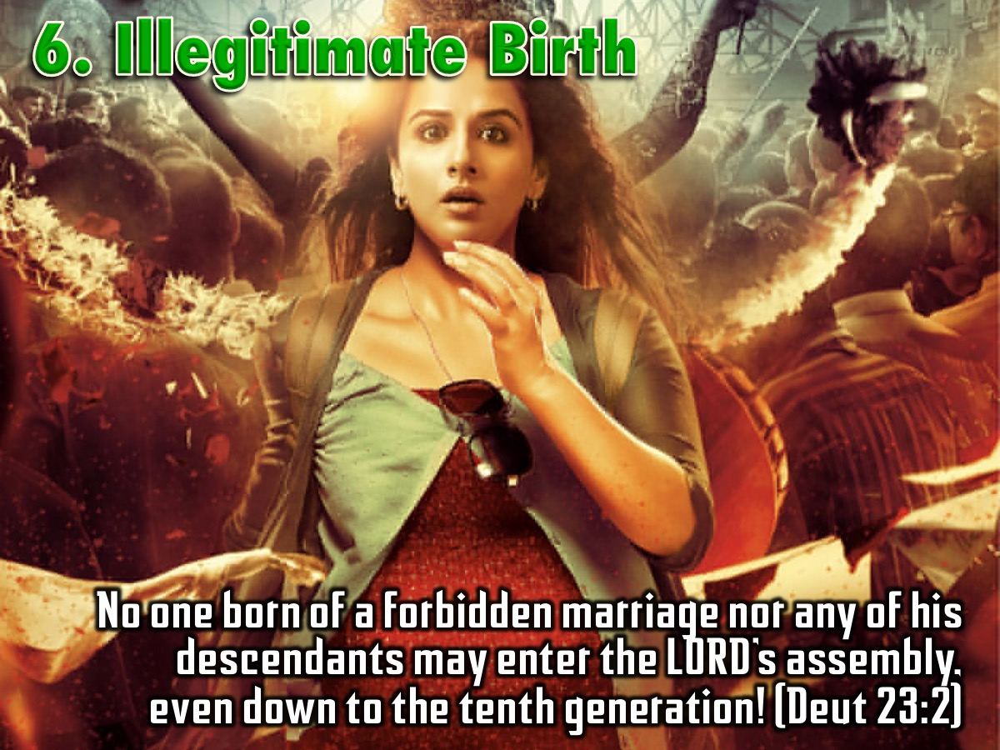 6. Illegitimate Birth
No one born of a forbidden marriage nor any of his
descendants may enter the LORD's assembly,
even down to the tenth generation! (Deut 23:2)